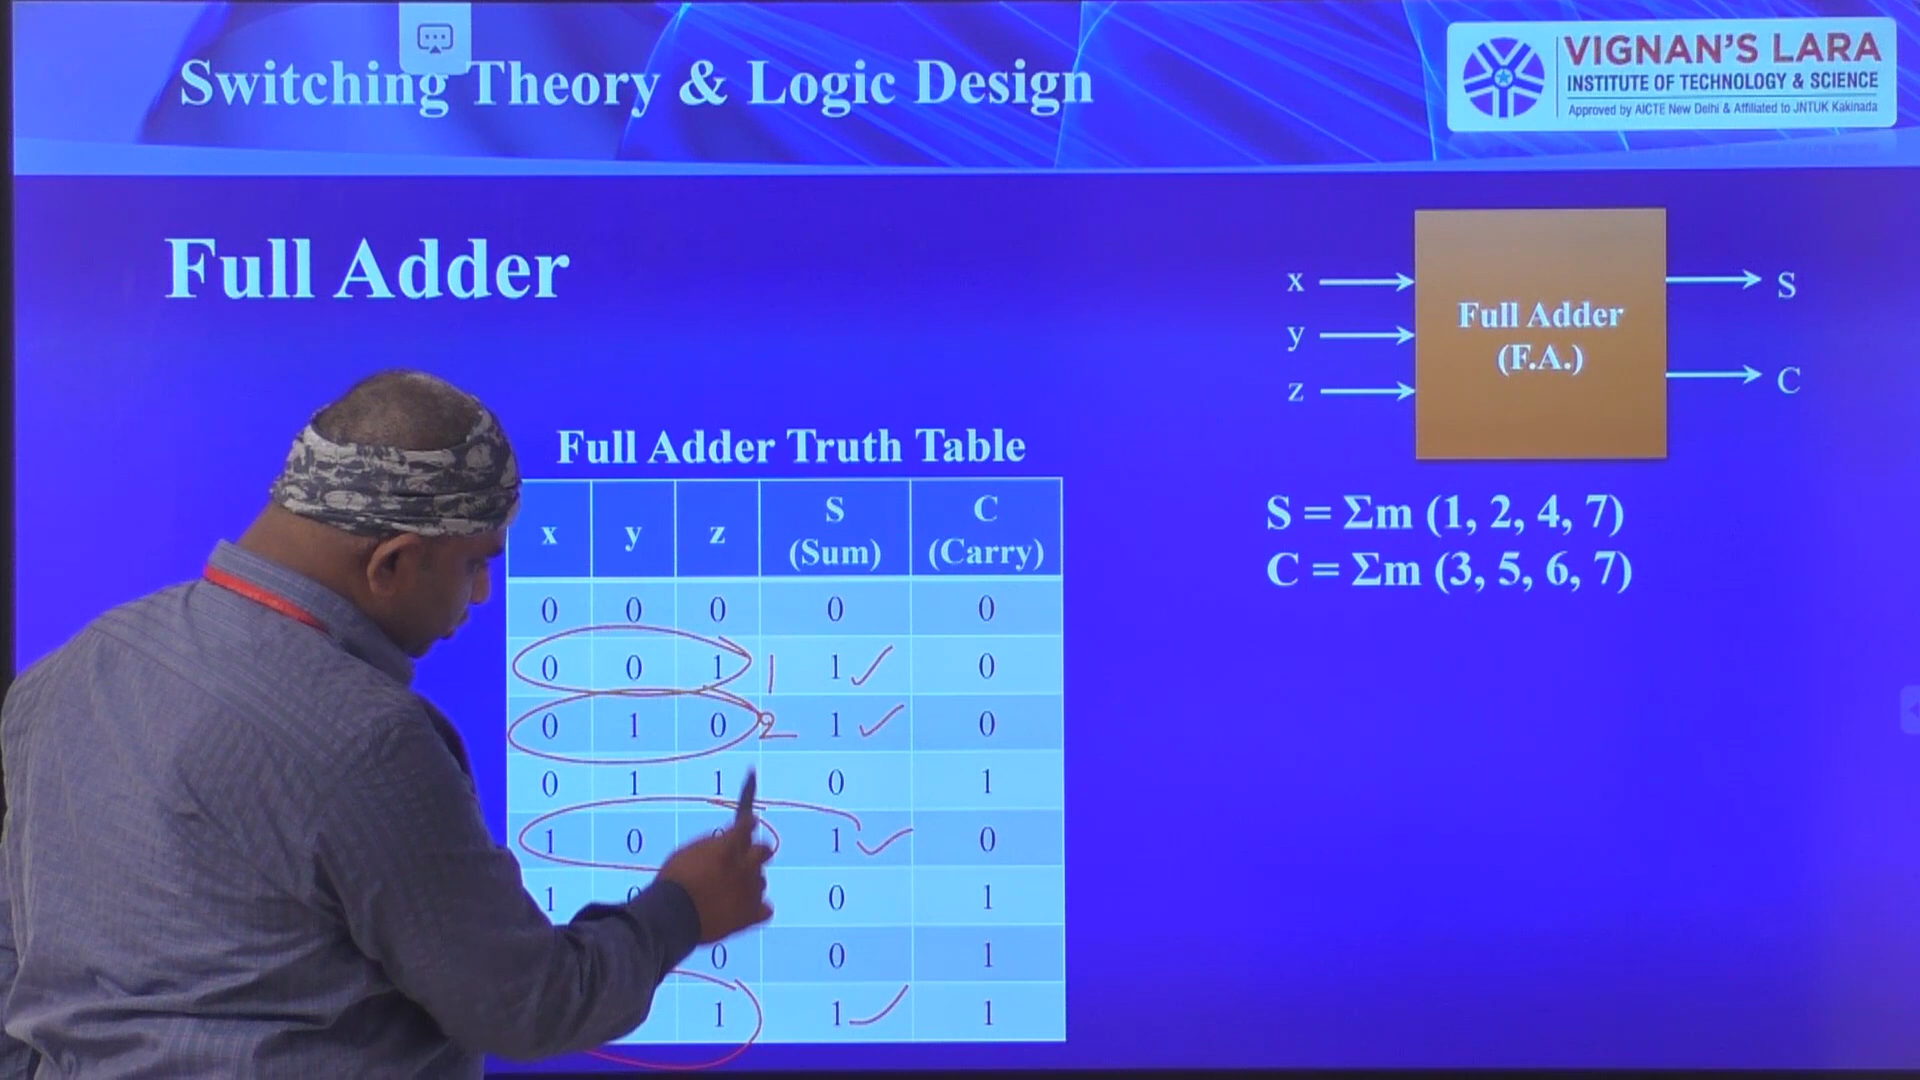 Switching Theory & Logic Design
VIGNAN'S LARA
INSTITUTE OF TECHNOLOGY & SCIENCE
Approved by AICTE New Delhi & Affiliated to JNTUK Kakinada
Full Adder
x
y
z
Full Adder
(F.A.)
S
C
Full Adder Truth Table
x y z S (Sum) C (Carry)
0 0 0 0 0
0 0 1 1 1 ✓ 0
0 1 0 2 1 ✓ 0
0 1 1 0 1
1 0 1 ✓ 0
1 0 1
0 0 1
1 1 ✓ 1
S = Σm (1, 2, 4, 7)
C = Σm (3, 5, 6, 7)